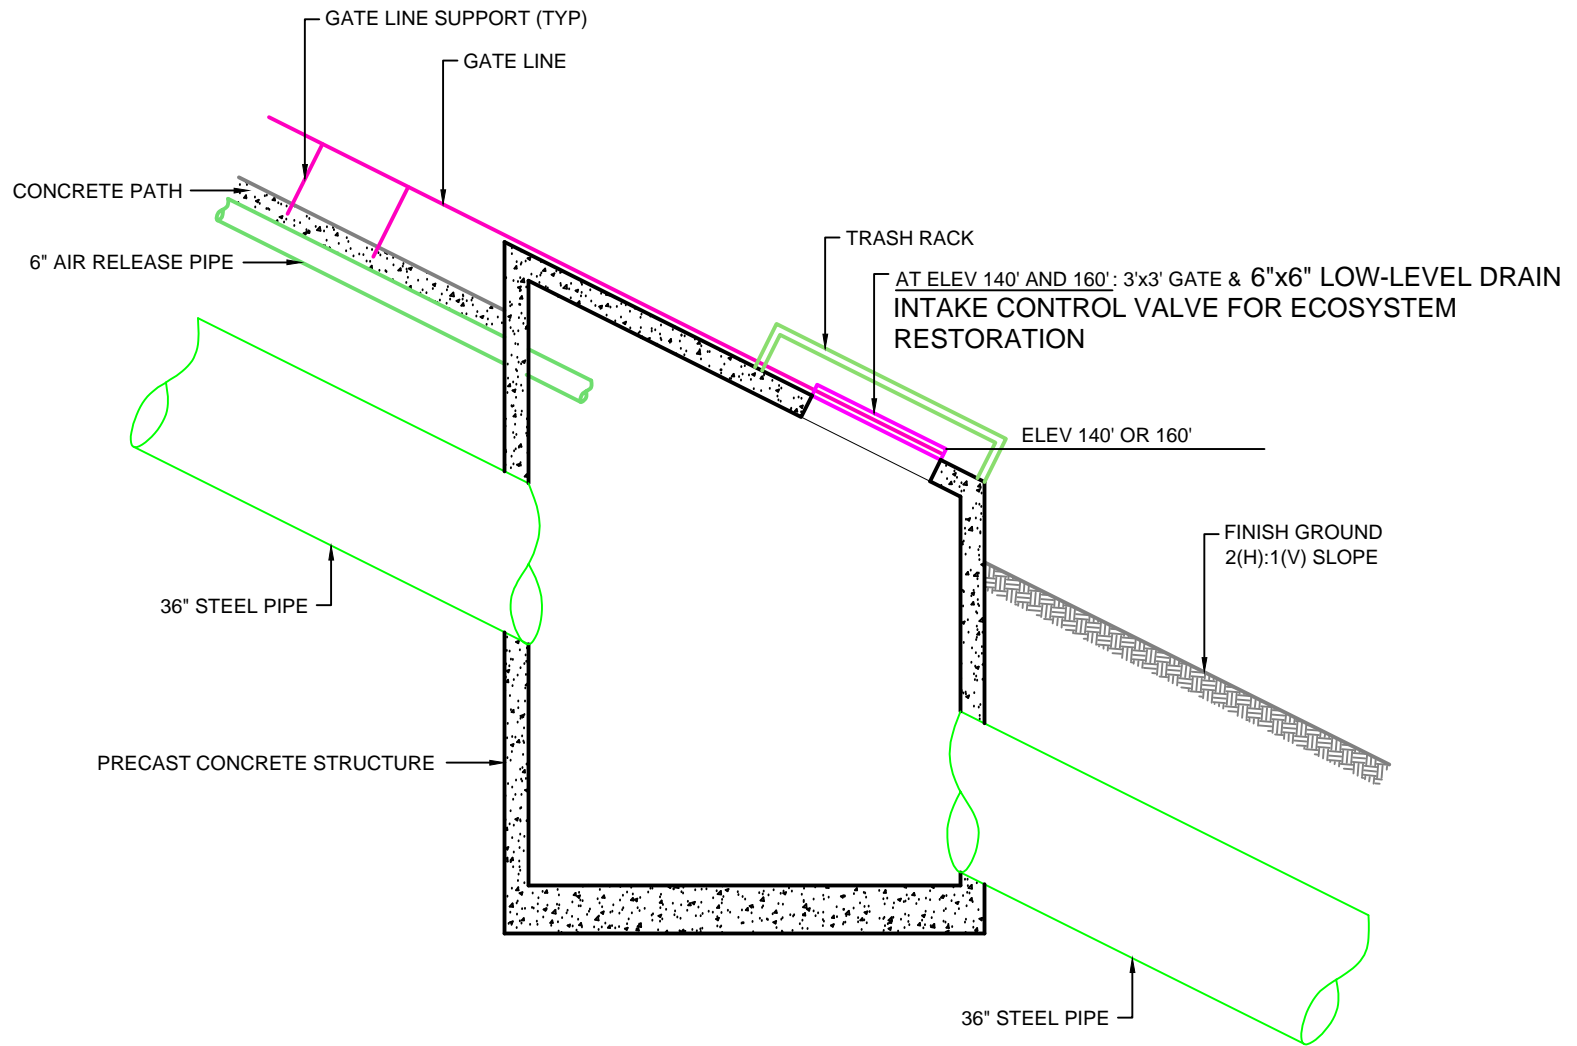 GATE LINE SUPPORT (TYP)
GATE LINE
CONCRETE PATH
6" AIR RELEASE PIPE
TRASH RACK
AT ELEV 140' AND 160': 3'x3' GATE & 6"x6" LOW-LEVEL DRAIN
INTAKE CONTROL VALVE FOR ECOSYSTEM
RESTORATION
ELEV 140' OR 160'
FINISH GROUND
2(H):1(V) SLOPE
36" STEEL PIPE
PRECAST CONCRETE STRUCTURE
36" STEEL PIPE